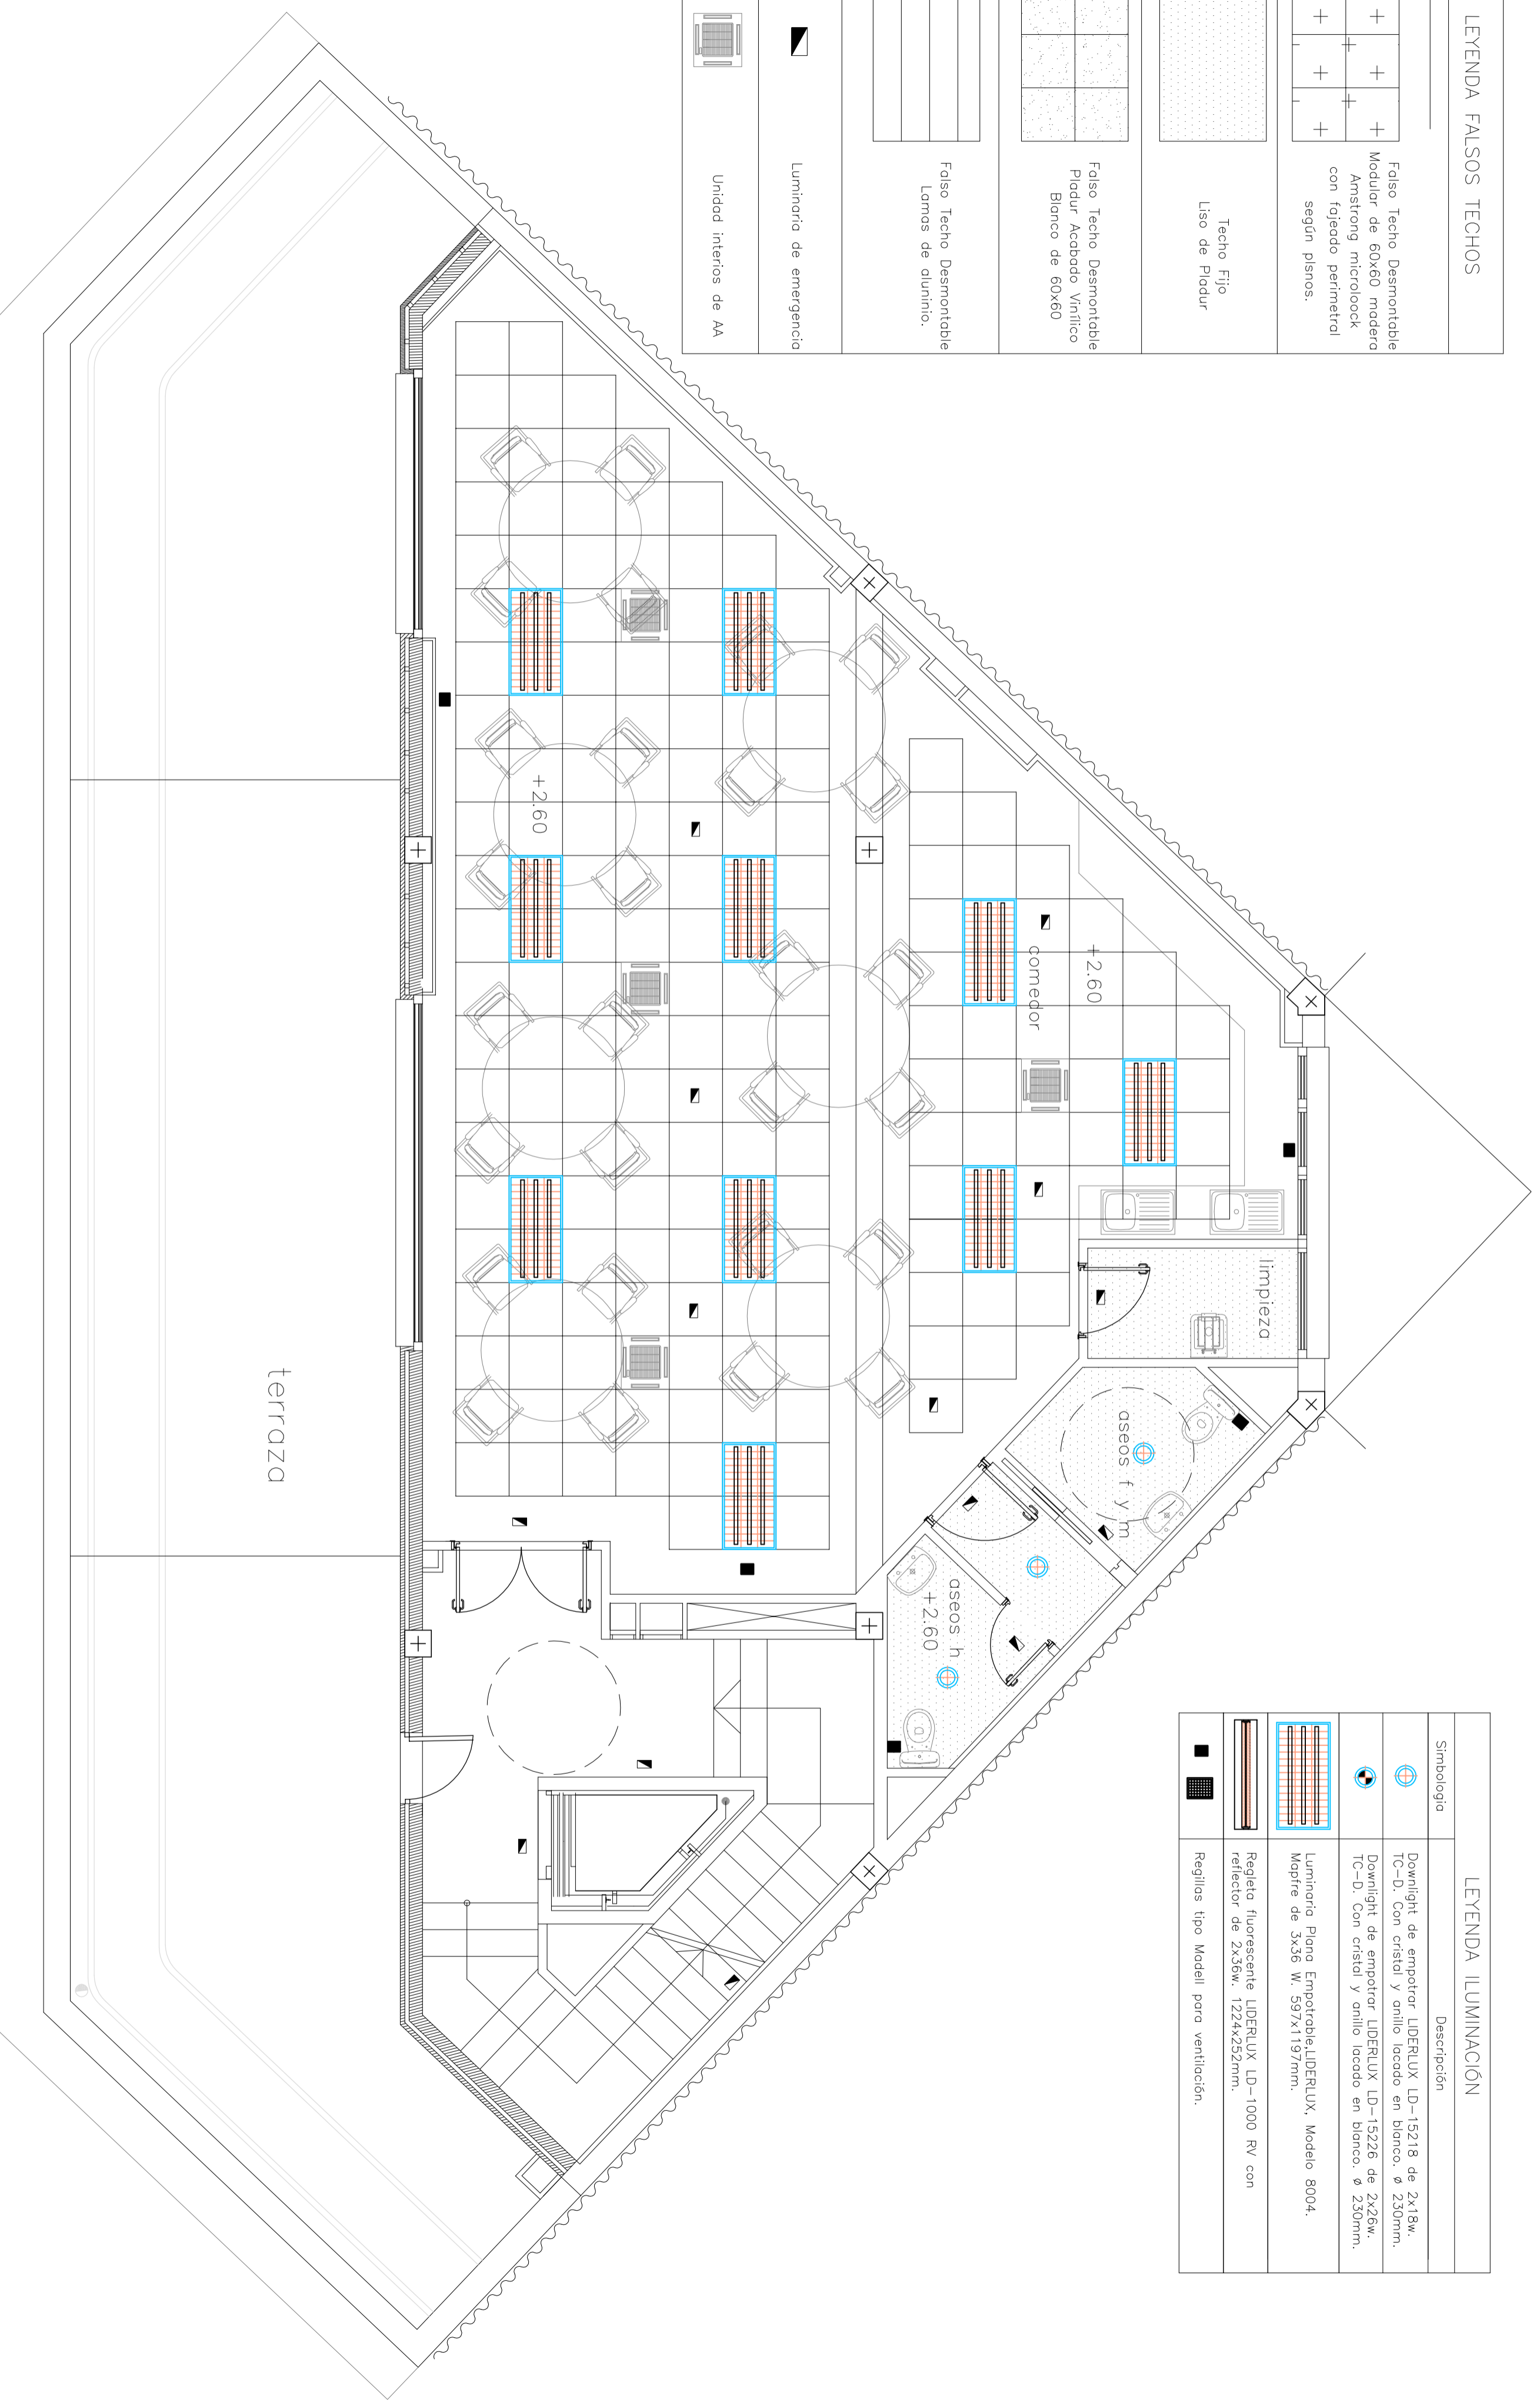 LEYENDA FALSOS TECHOS
Falso Techo Desmontable
Modular de 60x60 madera
Amstrong microloock
con fajeado perimetral
según plsnos.
Techo Fijo
Liso de Pladur
Falso Techo Desmontable
Pladur Acabado Vinílico
Blanco de 60x60
Falso Techo Desmontable
Lamas de aluninio.
Luminaria de emergencia
Unidad interios de AA
LEYENDA ILUMINACIÓN
Simbologia
Descripción
Downlight de empotrar LIDERLUX LD-15218 de 2x18w.
TC-D. Con cristal y anillo lacado en blanco. ø 230mm.
Downlight de empotrar LIDERLUX LD-15226 de 2x26w.
TC-D. Con cristal y anillo lacado en blanco. ø 230mm.
Luminaria Plana Empotrable,LIDERLUX, Modelo 8004.
Mapfre de 3x36 W. 597x1197mm.
Regleta fluorescente LIDERLUX LD-1000 RV con
reflector de 2x36w. 1224x252mm.
Regillas tipo Madell para ventilación.
limpieza
aseos f y m
+2.60
comedor
aseos h
+2.60
+2.60
terraza